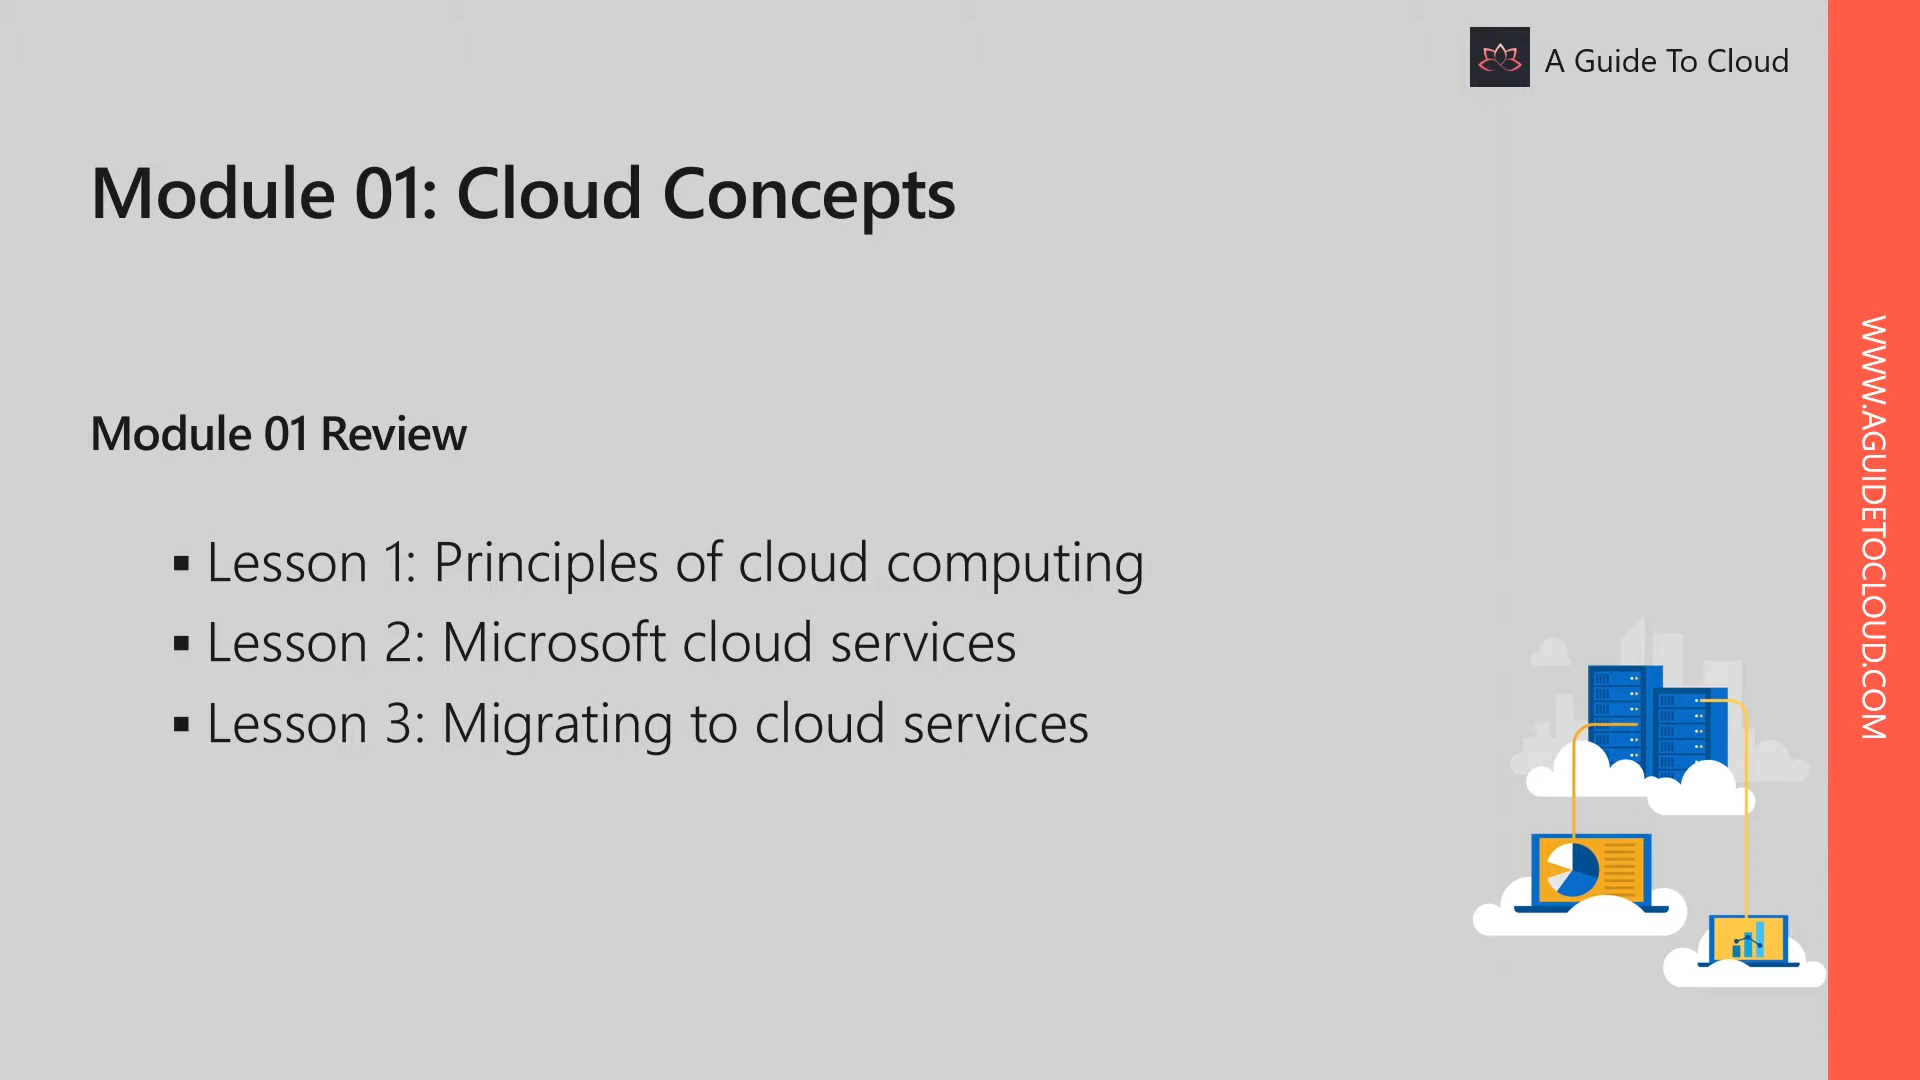 A Guide To Cloud
Module 01: Cloud Concepts
Module 01 Review
▪ Lesson 1: Principles of cloud computing
▪ Lesson 2: Microsoft cloud services
▪ Lesson 3: Migrating to cloud services
WWW.AGUIDETOCLOUD.COM